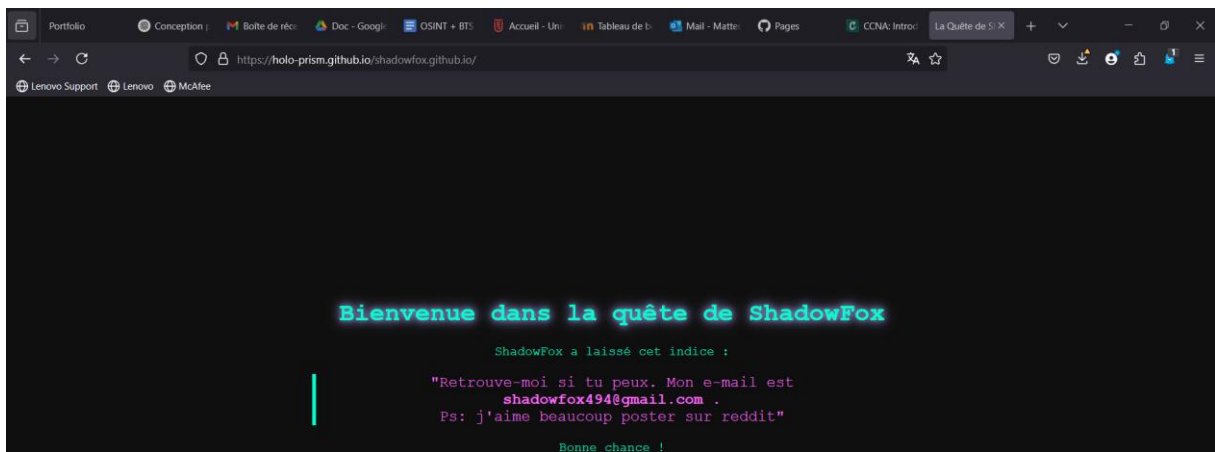 Portfolio
Conception p
Boîte de réce
Doc - Google
OSINT + BTS
Accueil - Uni
Tableau de b
Mail - Matteo
Pages
CCNA: Introd
La Quête de S
https://holo-prism.github.io/shadowfox.github.io/
Lenovo Support
Lenovo
McAfee
Bienvenue dans la quête de ShadowFox
ShadowFox a laissé cet indice :
"Retrouve-moi si tu peux. Mon e-mail est
shadowfox494@gmail.com .
Ps: j'aime beaucoup poster sur reddit"
Bonne chance !